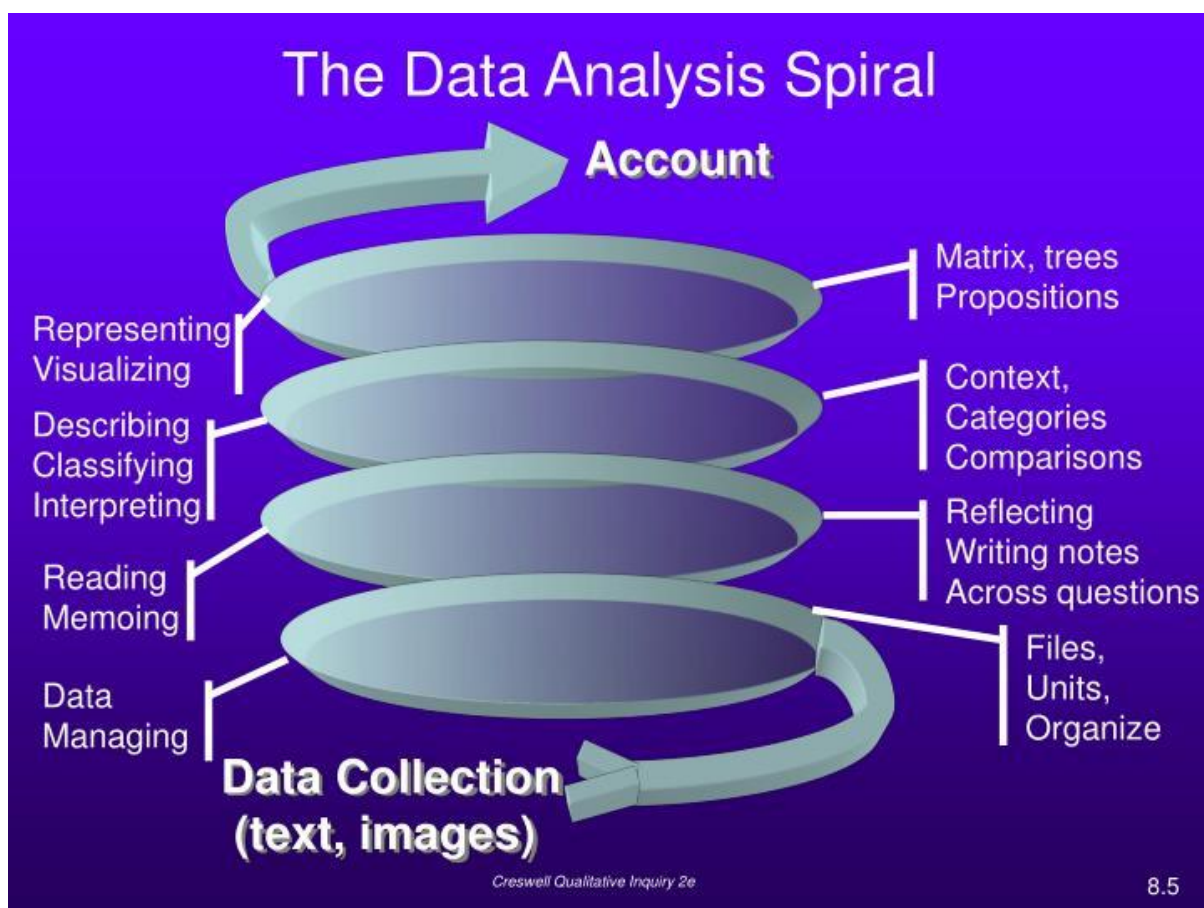 The Data Analysis Spiral
Account
Matrix, trees
Propositions
Representing
Visualizing
Context,
Categories
Comparisons
Describing
Classifying
Interpreting
Reflecting
Writing notes
Across questions
Reading
Memoing
Files,
Units,
Organize
Data
Managing
Data Collection
(text, images)
Creswell Qualitative Inquiry 2e
8.5